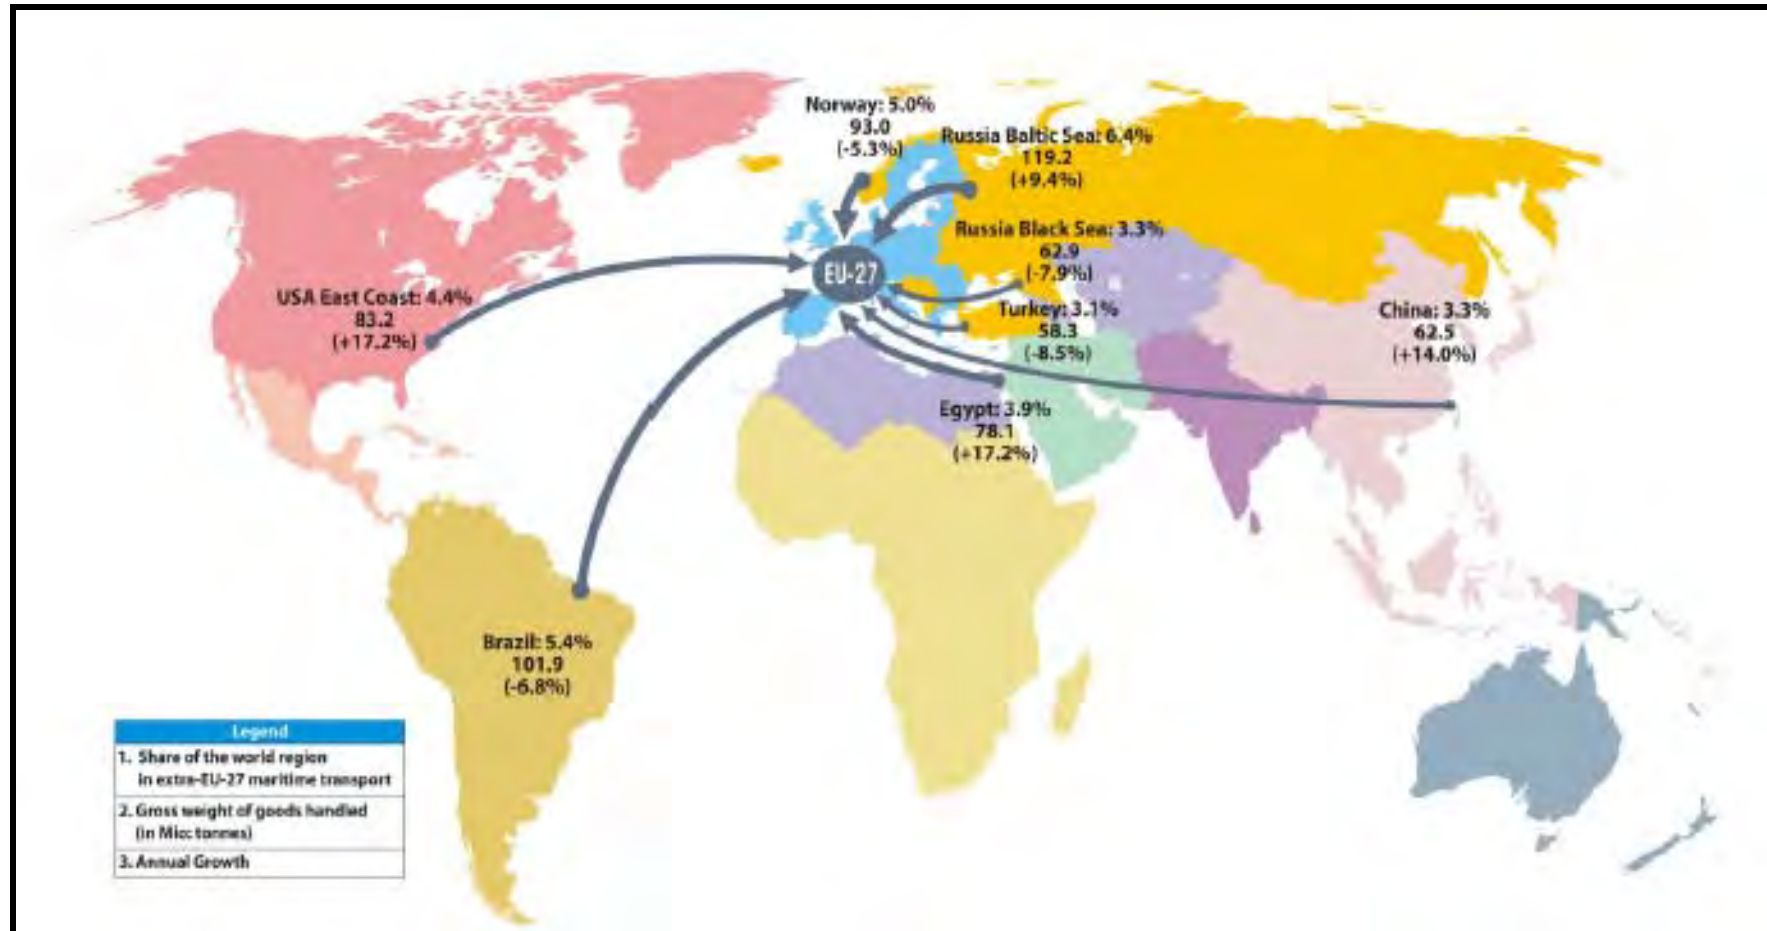 Norway: 5.0%
93.0
(-5.3%)
Russia Baltic Sea: 6.4%
119.2
(+9.4%)
Russia Black Sea: 3.3%
62.9
(-7.9%)
EU-27
USA East Coast: 4.4%
83.2
(+17.2%)
Turkey: 3.1%
58.3
(-8.5%)
China: 3.3%
62.5
(+14.0%)
Egypt: 3.9%
78.1
(+17.2%)
Brazil: 5.4%
101.9
(-6.8%)
Legend
1. Share of the world region
in extra-EU-27 maritime transport
2. Gross weight of goods handled
(in Mio: tonnes)
3. Annual Growth